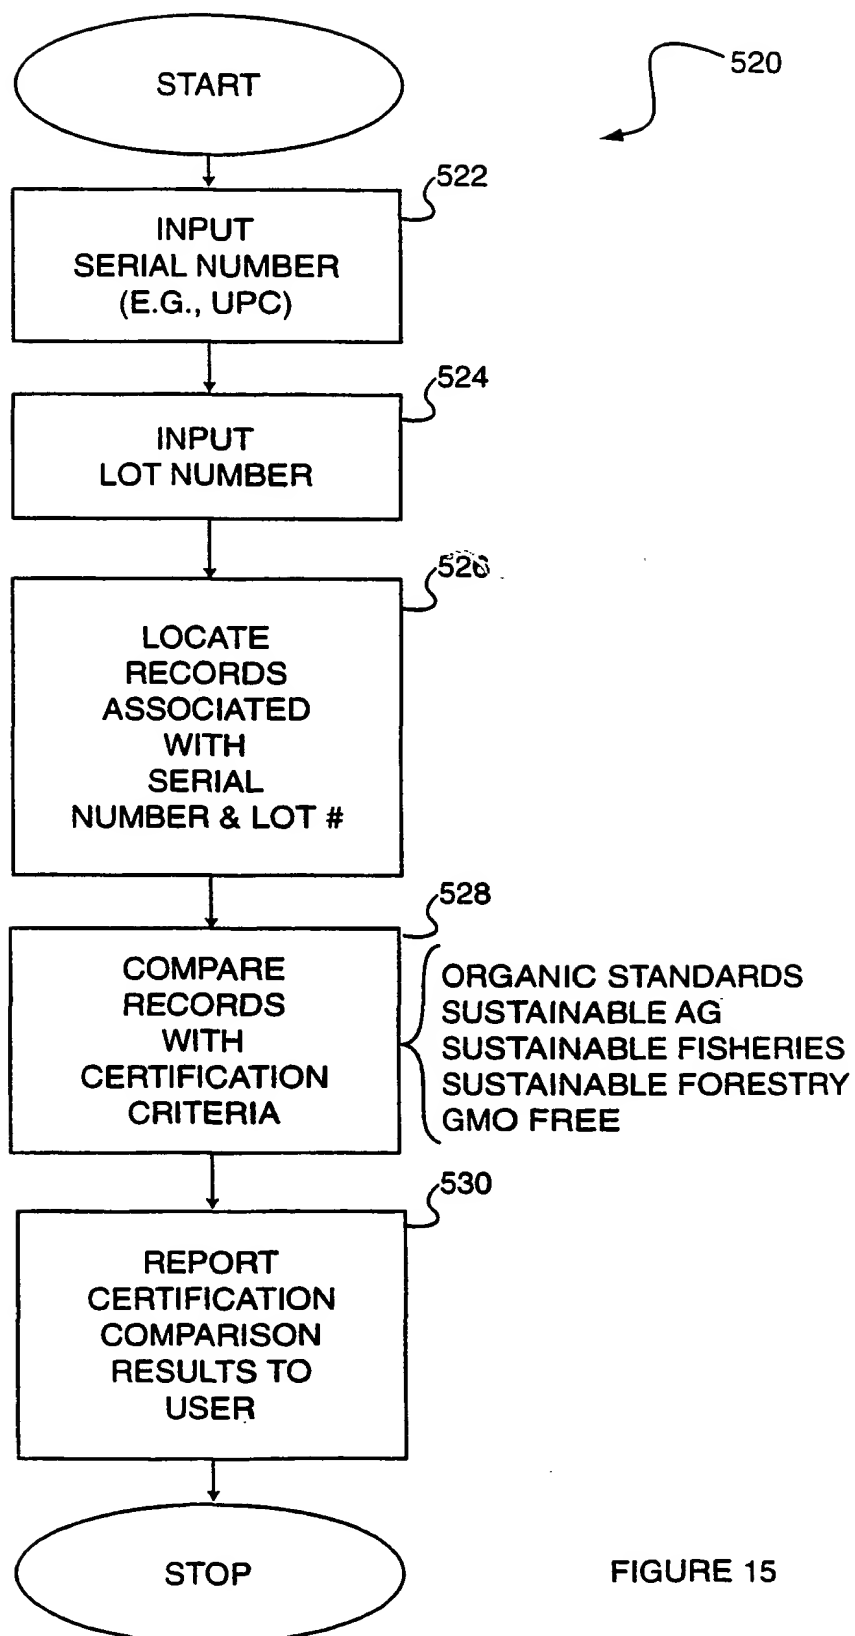 START
520
522
INPUT
SERIAL NUMBER
(E.G., UPC)
524
INPUT
LOT NUMBER
526
LOCATE
RECORDS
ASSOCIATED
WITH
SERIAL
NUMBER & LOT #
528
COMPARE
RECORDS
WITH
CERTIFICATION
CRITERIA
ORGANIC STANDARDS
SUSTAINABLE AG
SUSTAINABLE FISHERIES
SUSTAINABLE FORESTRY
GMO FREE
530
REPORT
CERTIFICATION
COMPARISON
RESULTS TO
USER
STOP
FIGURE 15